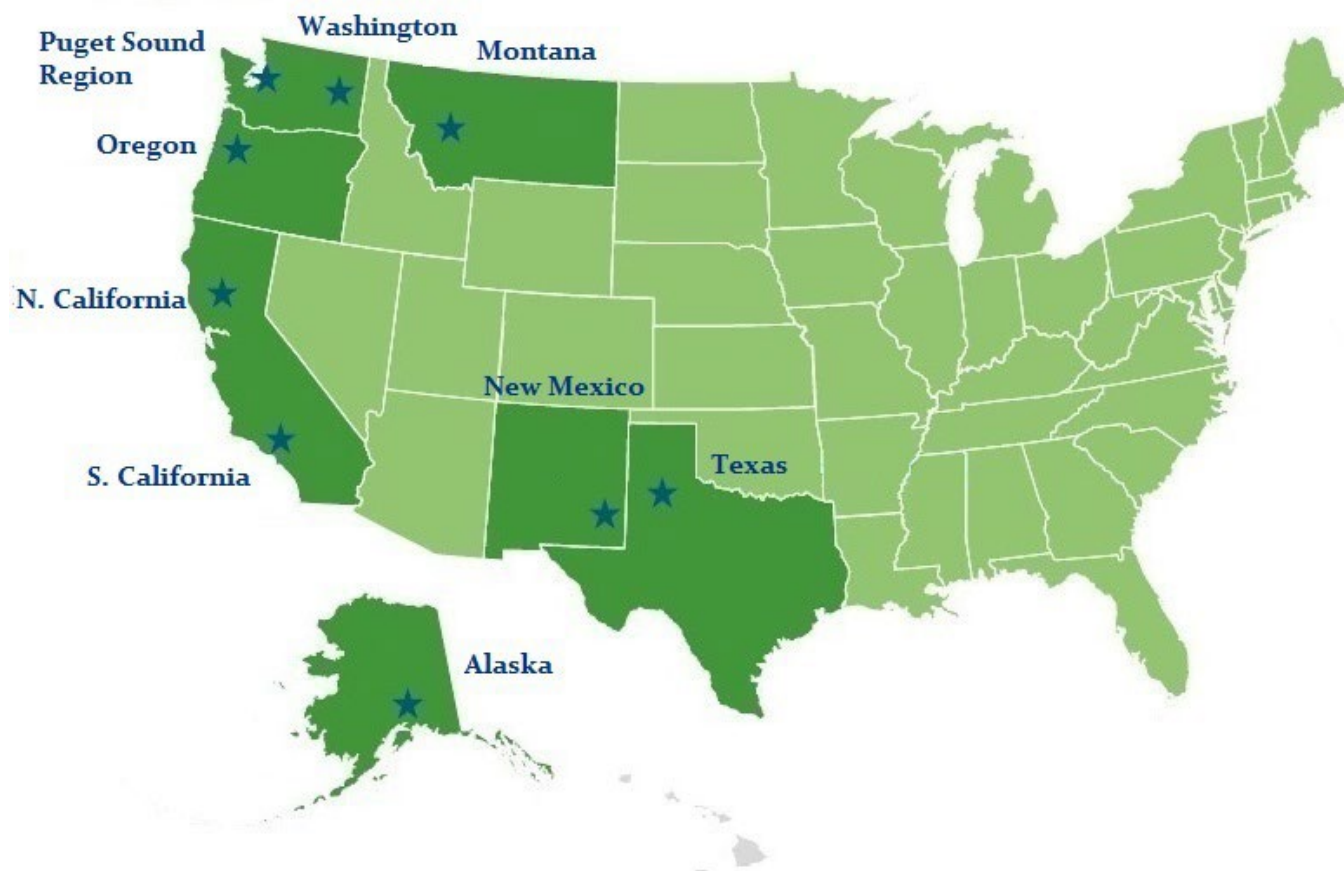 Washington
Puget Sound
Region
Montana
Oregon
N. California
New Mexico
Texas
S. California
Alaska